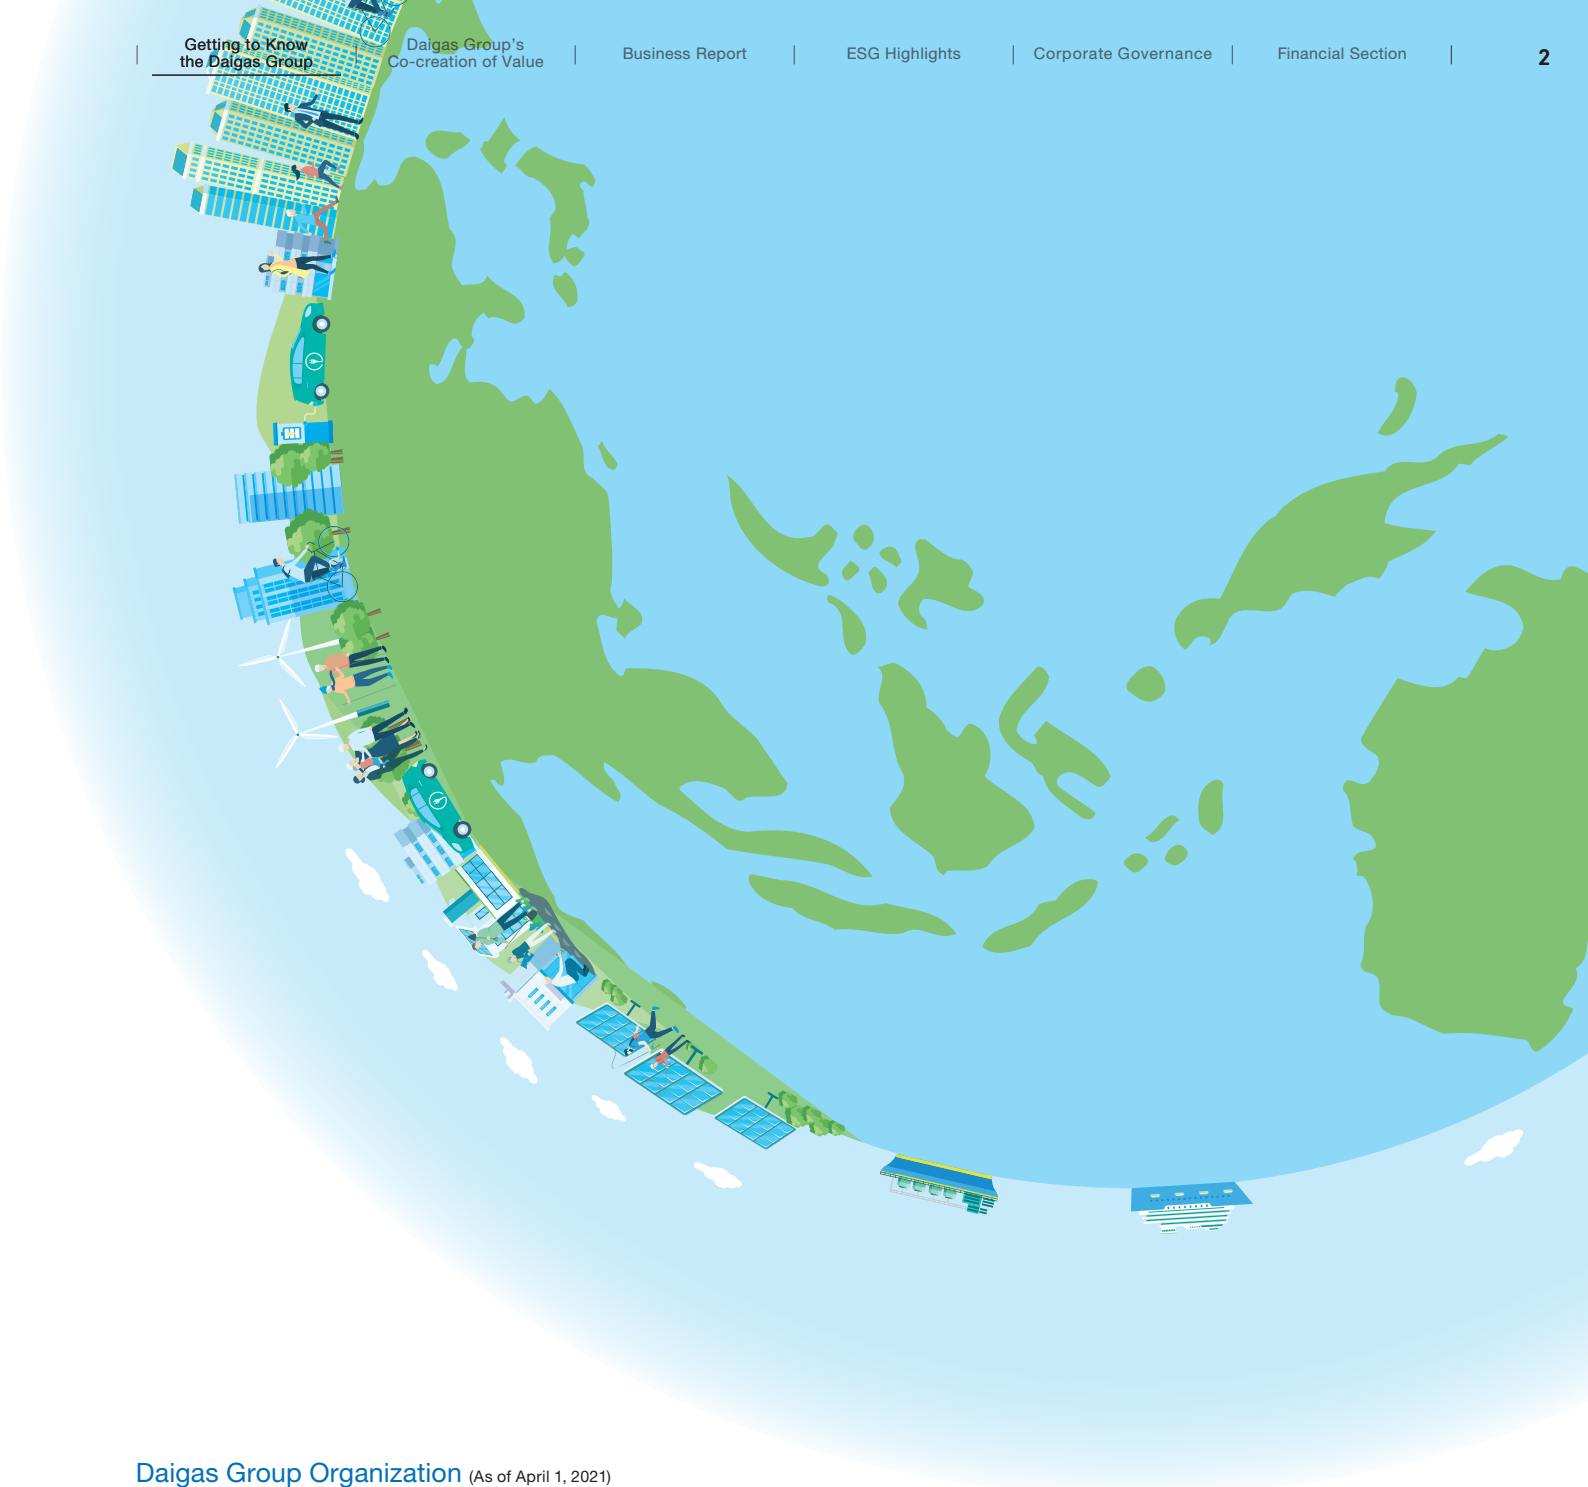 Getting to Know
the Daigas Group
Daigas Group's
Co-creation of Value
Business Report
ESG Highlights
Corporate Governance
Financial Section
2
Daigas Group Organization (As of April 1, 2021)